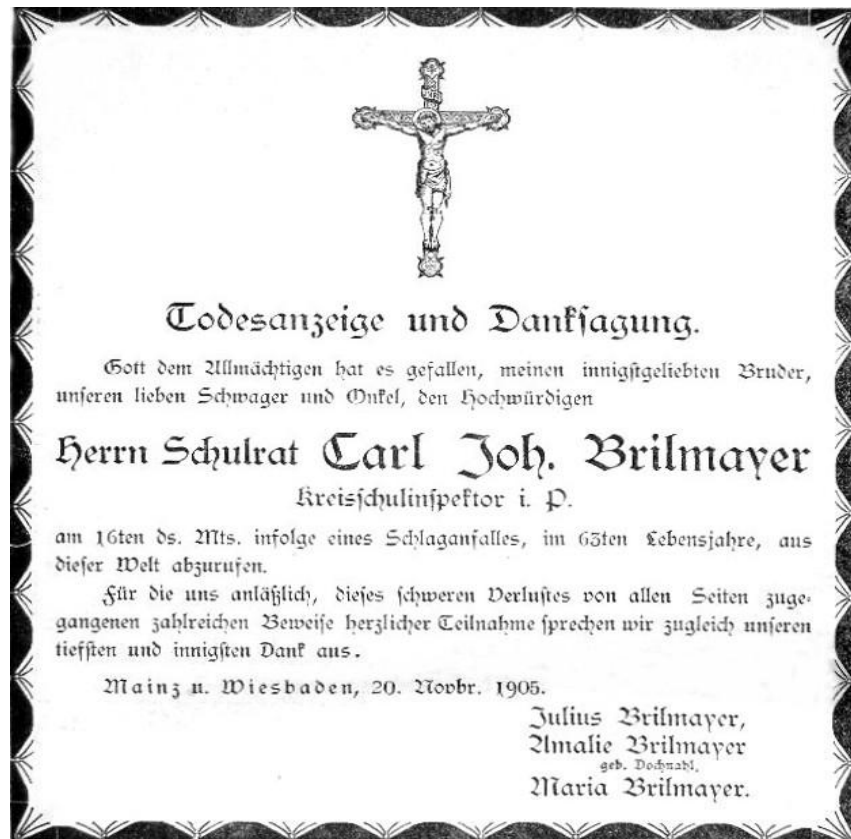 Todesanzeige und Danksagung.
Gott dem Allmächtigen hat es gefallen, meinen innigstgeliebten Bruder,
unseren lieben Schwager und Onkel, den Hochwürdigen
Herrn Schulrat Carl Joh. Brilmayer
Kreisschulinspektor i. P.
am 16ten ds. Mts. infolge eines Schlaganfalles, im 63ten Lebensjahre, aus
dieser Welt abzurufen.
Für die uns anläßlich, dieses schweren Verlustes von allen Seiten zuge-
gangenen zahlreichen Beweise herzlicher Teilnahme sprechen wir zugleich unseren
tiefsten und innigsten Dank aus.
Mainz u. Wiesbaden, 20. Novbr. 1905.
Julius Brilmayer,
Amalie Brilmayer
geb. Dochnahl,
Maria Brilmayer.